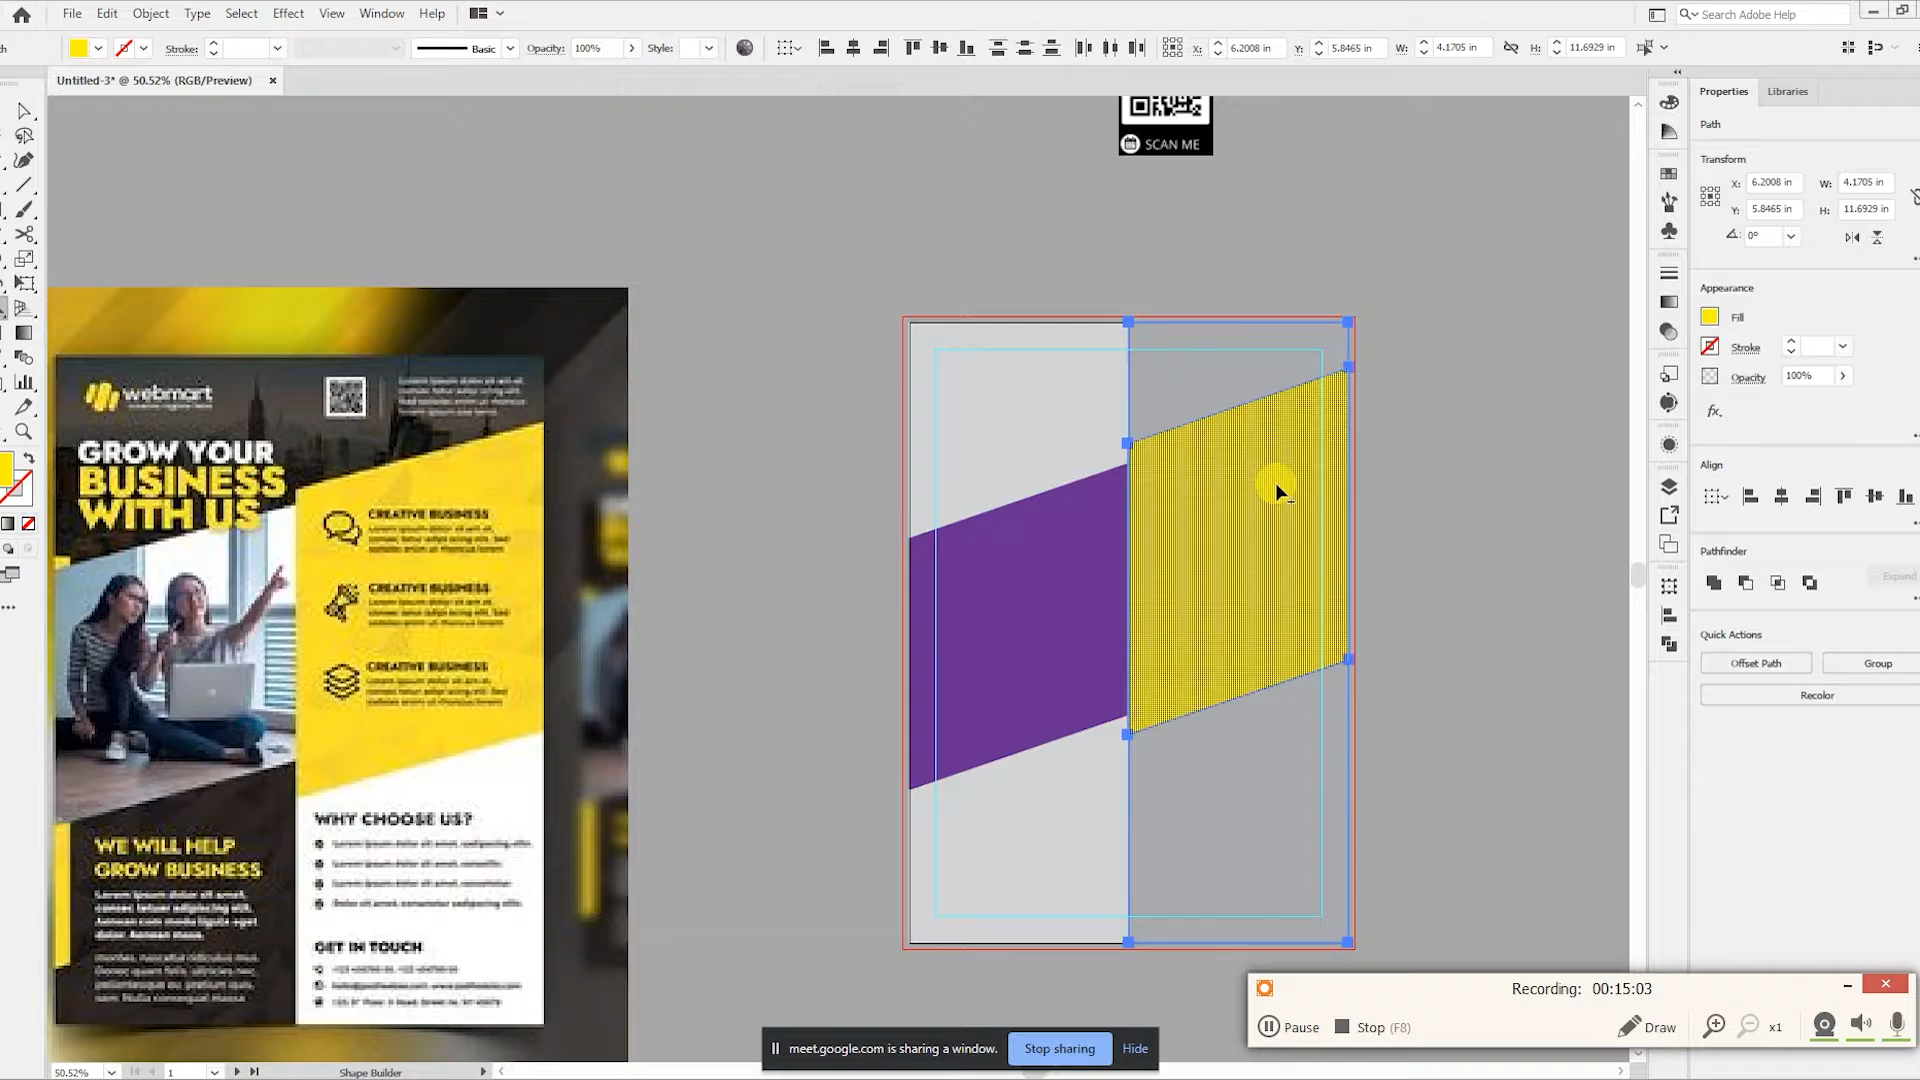 File Edit Object Type Select Effect View Window Help
Search Adobe Help
Stroke: Basic Opacity: 100% Style: X: 6.2008 in Y: 5.8465 in W: 4.1705 in H: 11.6929 in
Untitled-3* @ 50.52% (RGB/Preview) ×
Properties Libraries
Path
Transform
X: 6.2008 in W: 4.1705 in
Y: 5.8465 in H: 11.6929 in
0°
Appearance
Fill
Stroke
Opacity 100%
fx.
Align
Pathfinder
Expand
Quick Actions
Offset Path Group
Recolor
SCAN ME
webmart
GROW YOUR
BUSINESS
WITH US
CREATIVE BUSINESS
CREATIVE BUSINESS
CREATIVE BUSINESS
WHY CHOOSE US?
WE WILL HELP
GROW BUSINESS
GET IN TOUCH
Recording: 00:15:03
Pause Stop (F8) Draw x1
meet.google.com is sharing a window. Stop sharing Hide
50.52% 1 Shape Builder